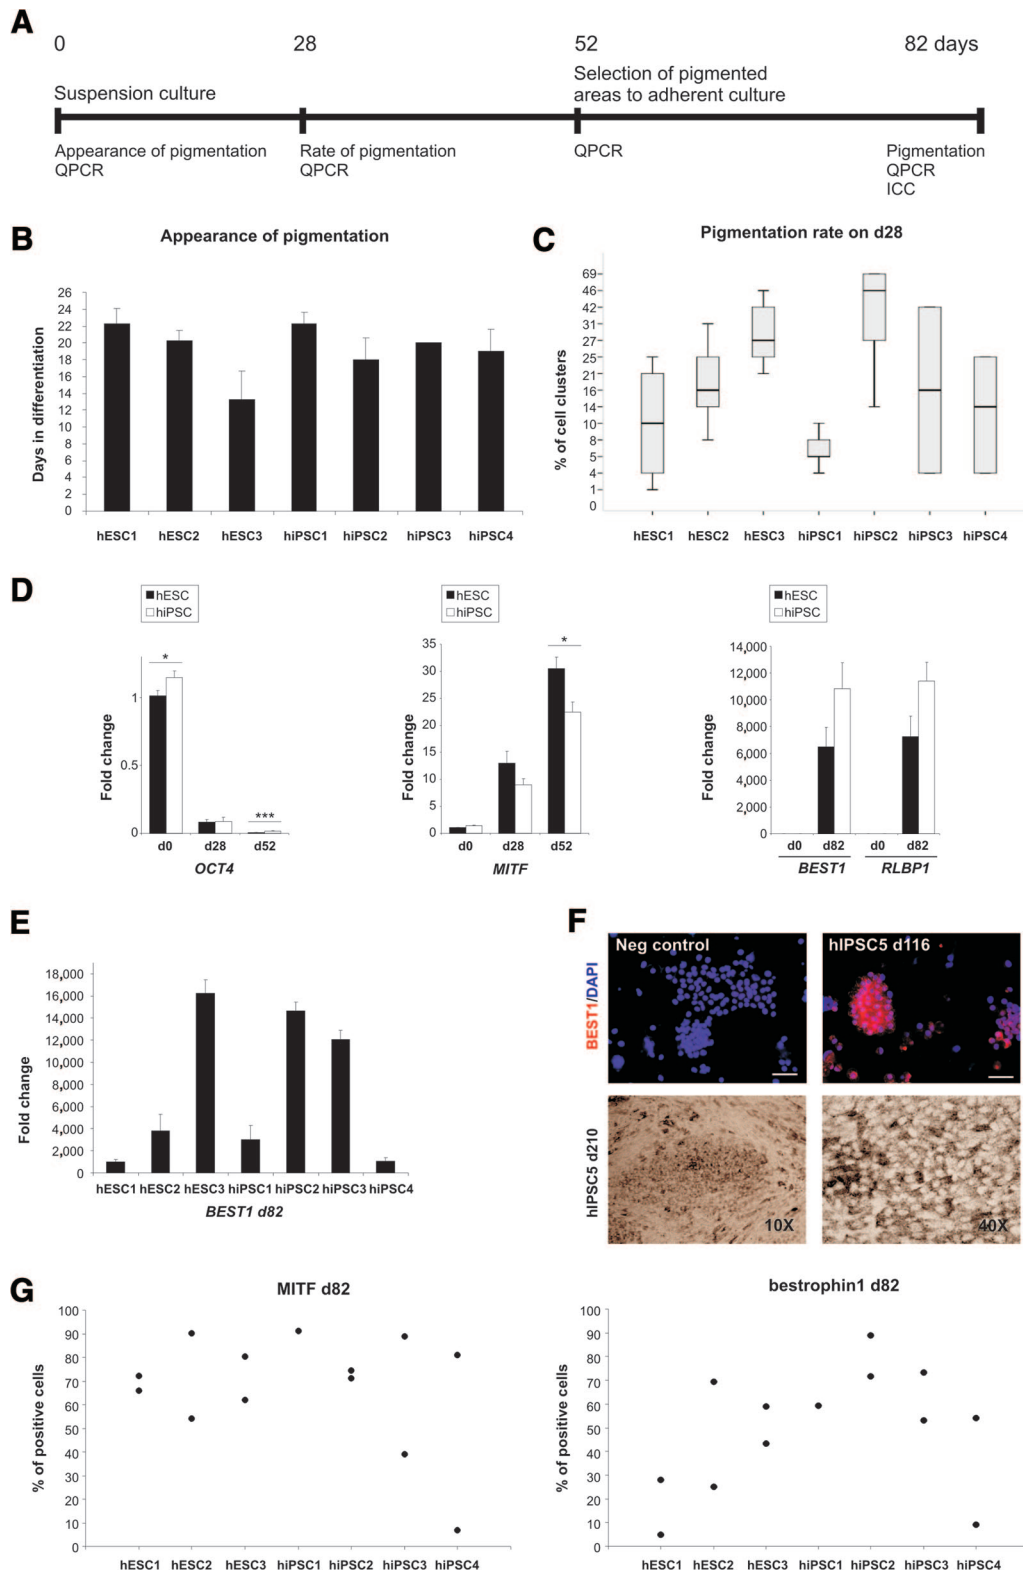 A
0 28 52 82 days
Suspension culture
Selection of pigmented
areas to adherent culture
Appearance of pigmentation
QPCR
Rate of pigmentation
QPCR
QPCR
Pigmentation
QPCR
ICC
B
Appearance of pigmentation
Days in differentiation
26
24
22
20
18
16
14
12
10
8
6
4
2
0
hESC1 hESC2 hESC3 hiPSC1 hiPSC2 hiPSC3 hiPSC4
C
Pigmentation rate on d28
% of cell clusters
69
46
42
31
27
25
21
16
14
10
8
5
4
1
0
hESC1 hESC2 hESC3 hiPSC1 hiPSC2 hiPSC3 hiPSC4
D
hESC
hiPSC
Fold change
1
0.5
0
*
***
d0 d28 d52
OCT4
hESC
hiPSC
Fold change
35
30
25
20
15
10
5
0
*
d0 d28 d52
MITF
hESC
hiPSC
Fold change
14,000
12,000
10,000
8,000
6,000
4,000
2,000
0
d0 d82 d0 d82
BEST1 RLBP1
E
Fold change
18,000
16,000
14,000
12,000
10,000
8,000
6,000
4,000
2,000
0
hESC1 hESC2 hESC3 hiPSC1 hiPSC2 hiPSC3 hiPSC4
BEST1 d82
F
BEST1/DAPI
Neg control
hIPSC5 d116
hIPSC5 d210
10X
40X
G
MITF d82
% of positive cells
100
90
80
70
60
50
40
30
20
10
0
hESC1 hESC2 hESC3 hiPSC1 hiPSC2 hiPSC3 hiPSC4
bestrophin1 d82
% of positive cells
100
90
80
70
60
50
40
30
20
10
0
hESC1 hESC2 hESC3 hiPSC1 hiPSC2 hiPSC3 hiPSC4